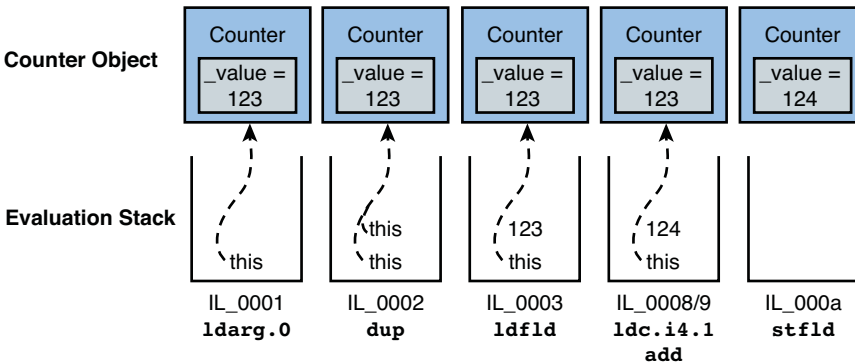 Counter Object
Counter
_value =
123
Counter
_value =
123
Counter
_value =
123
Counter
_value =
123
Counter
_value =
124
Evaluation Stack
this
this
this
123
this
124
this
IL_0001
ldarg.0
IL_0002
dup
IL_0003
ldfld
IL_0008/9
ldc.i4.1
add
IL_000a
stfld